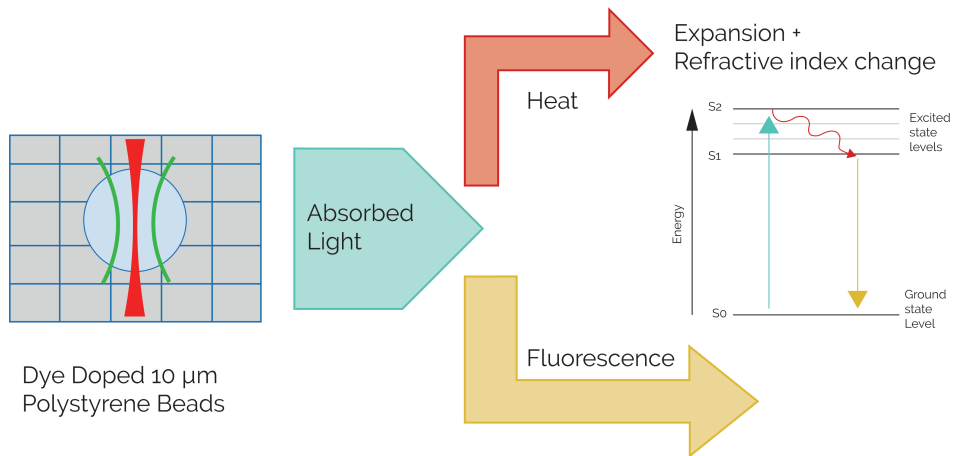 Dye Doped 10 µm
Polystyrene Beads
Absorbed
Light
Heat
Fluorescence
Expansion +
Refractive index change
Energy
S2
S1
S0
Excited
state
levels
Ground
state
Level